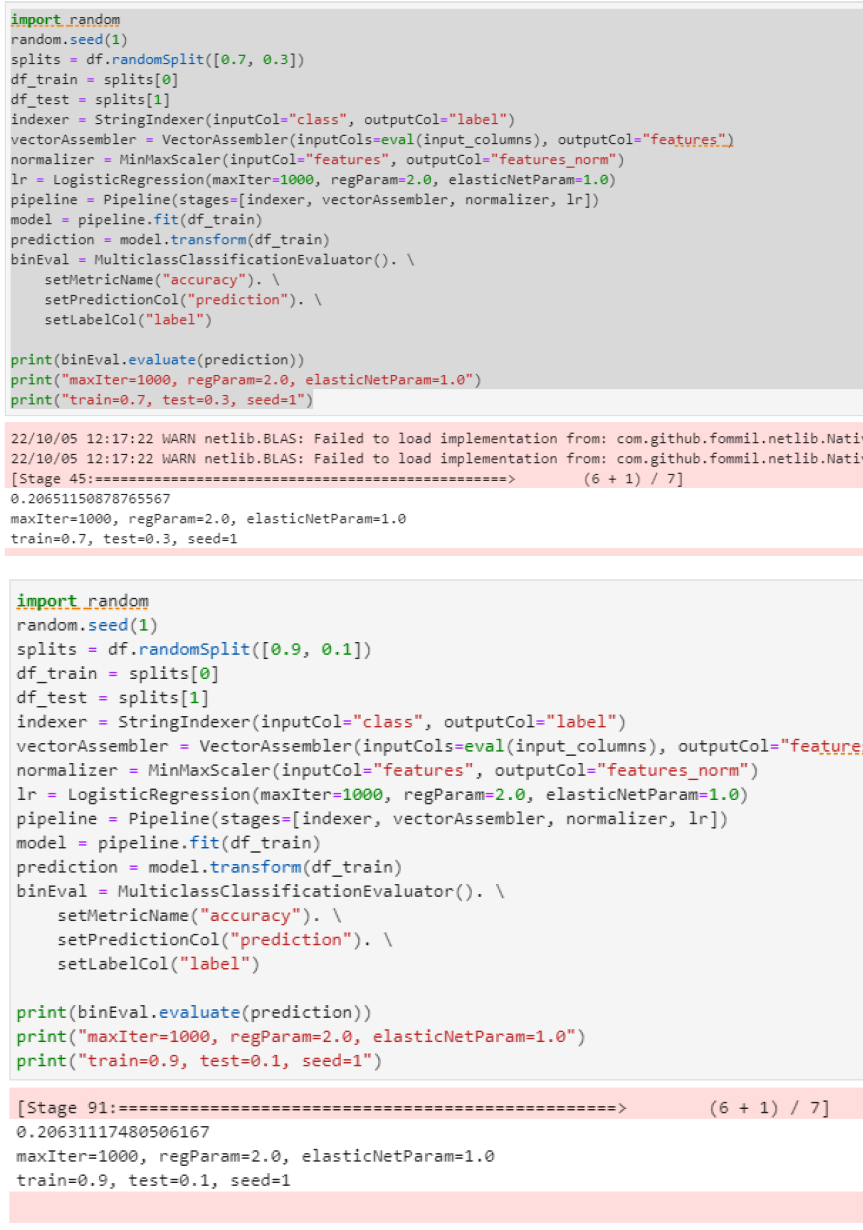 import random
random.seed(1)
splits = df.randomSplit([0.7, 0.3])
df_train = splits[0]
df_test = splits[1]
indexer = StringIndexer(inputCol="class", outputCol="label")
vectorAssembler = VectorAssembler(inputCols=eval(input_columns), outputCol="features")
normalizer = MinMaxScaler(inputCol="features", outputCol="features_norm")
lr = LogisticRegression(maxIter=1000, regParam=2.0, elasticNetParam=1.0)
pipeline = Pipeline(stages=[indexer, vectorAssembler, normalizer, lr])
model = pipeline.fit(df_train)
prediction = model.transform(df_train)
binEval = MulticlassClassificationEvaluator(). \
    setMetricName("accuracy"). \
    setPredictionCol("prediction"). \
    setLabelCol("label")
print(binEval.evaluate(prediction))
print("maxIter=1000, regParam=2.0, elasticNetParam=1.0")
print("train=0.7, test=0.3, seed=1")
22/10/05 12:17:22 WARN netlib.BLAS: Failed to load implementation from: com.github.fommil.netlib.Nativ
22/10/05 12:17:22 WARN netlib.BLAS: Failed to load implementation from: com.github.fommil.netlib.Nativ
[Stage 45:=================================================>        (6 + 1) / 7]
0.20651150878765567
maxIter=1000, regParam=2.0, elasticNetParam=1.0
train=0.7, test=0.3, seed=1
import random
random.seed(1)
splits = df.randomSplit([0.9, 0.1])
df_train = splits[0]
df_test = splits[1]
indexer = StringIndexer(inputCol="class", outputCol="label")
vectorAssembler = VectorAssembler(inputCols=eval(input_columns), outputCol="feature
normalizer = MinMaxScaler(inputCol="features", outputCol="features_norm")
lr = LogisticRegression(maxIter=1000, regParam=2.0, elasticNetParam=1.0)
pipeline = Pipeline(stages=[indexer, vectorAssembler, normalizer, lr])
model = pipeline.fit(df_train)
prediction = model.transform(df_train)
binEval = MulticlassClassificationEvaluator(). \
    setMetricName("accuracy"). \
    setPredictionCol("prediction"). \
    setLabelCol("label")
print(binEval.evaluate(prediction))
print("maxIter=1000, regParam=2.0, elasticNetParam=1.0")
print("train=0.9, test=0.1, seed=1")
[Stage 91:=================================================>        (6 + 1) / 7]
0.20631117480506167
maxIter=1000, regParam=2.0, elasticNetParam=1.0
train=0.9, test=0.1, seed=1